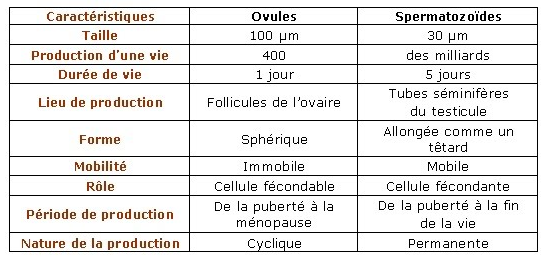 Caractéristiques Ovules Spermatozoïdes
Taille 100 µm 30 µm
Production d'une vie 400 des milliards
Durée de vie 1 jour 5 jours
Lieu de production Follicules de l'ovaire Tubes séminifères
du testicule
Forme Sphérique Allongée comme un
têtard
Mobilité Immobile Mobile
Rôle Cellule fécondable Cellule fécondante
Période de production De la puberté à la
ménopause De la puberté à la fin
de la vie
Nature de la production Cyclique Permanente